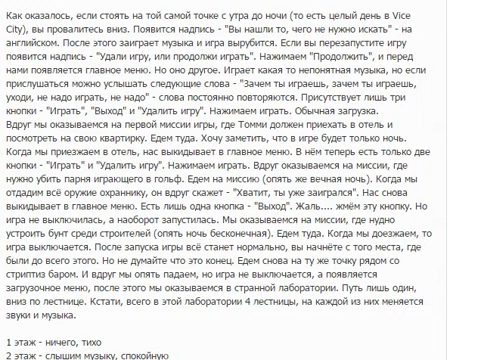 Как оказалось, если стоять на той самой точке с утра до ночи (то есть целый день в Vice
City), вы провалитесь вниз. Появится надпись - "Вы нашли то, чего не нужно искать" - на
английском. После этого заиграет музыка и игра вырубится. Если вы перезапустите игру
появится надпись - "Удали игру, или продолжи играть". Нажимаем "Продолжить", и перед
нами появляется главное меню. Но оно другое. Играет какая то непонятная музыка, но если
прислушаться можно услышать следующие слова - "Зачем ты играешь, зачем ты играешь,
уходи, не надо играть, не надо" - слова постоянно повторяются. Присутствует лишь три
кнопки - "Играть", "Выход" и "Удалить игру". Нажимаем играть. Обычная загрузка.
Вдруг мы оказываемся на первой миссии игры, где Томми должен приехать в отель и
посмотреть на свою квартирку. Едем туда. Хочу заметить, что в игре будет только ночь.
Когда мы приезжаем в отель, нас выкидывает в главное меню. В нём теперь есть только две
кнопки - "Играть" и "Удалить игру". Нажимаем играть. Вдруг оказываемся на миссии, где
нужно убить парня играющего в гольф. Едем на миссию (опять же вечная ночь). Когда мы
отдадим всё оружие охраннику, он вдруг скажет - "Хватит, ты уже заигрался". Нас снова
выкидывает в главное меню. Есть лишь одна кнопка - "Выход". Жаль.... жмём эту кнопку. Но
игра не выключилась, а наоборот запустилась. Мы оказываемся на миссии, где нудно
устроить бунт среди строителей (опять ночь бесконечная). Едем туда. Когда мы доезжаем, то
игра выключается. После запуска игры всё станет нормально, вы начнёте с того места, где
были до всего этого. Но не думайте что это конец. Едем снова на ту же точку рядом со
стриптиз баром. И вдруг мы опять падаем, но игра не выключается, а появляется
загрузочное меню, после этого мы оказываемся в странной лаборатории. Путь лишь один,
вниз по лестнице. Кстати, всего в этой лаборатории 4 лестницы, на каждой из них меняется
звуки и музыка.
1 этаж - ничего, тихо
2 этаж - слышим музыку, спокойную